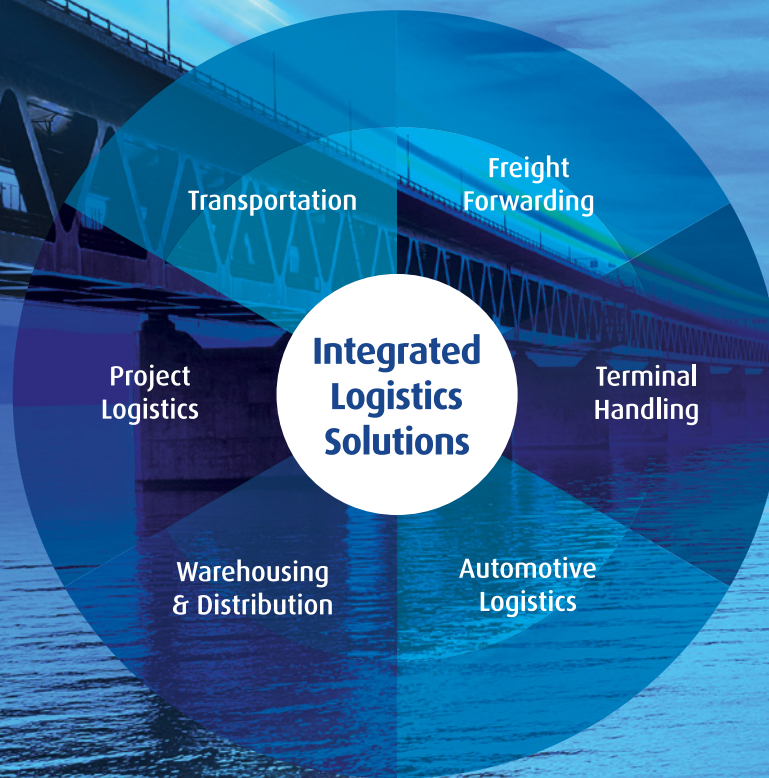 Transportation
Freight
Forwarding
Integrated
Logistics
Solutions
Project
Logistics
Terminal
Handling
Warehousing
& Distribution
Automotive
Logistics